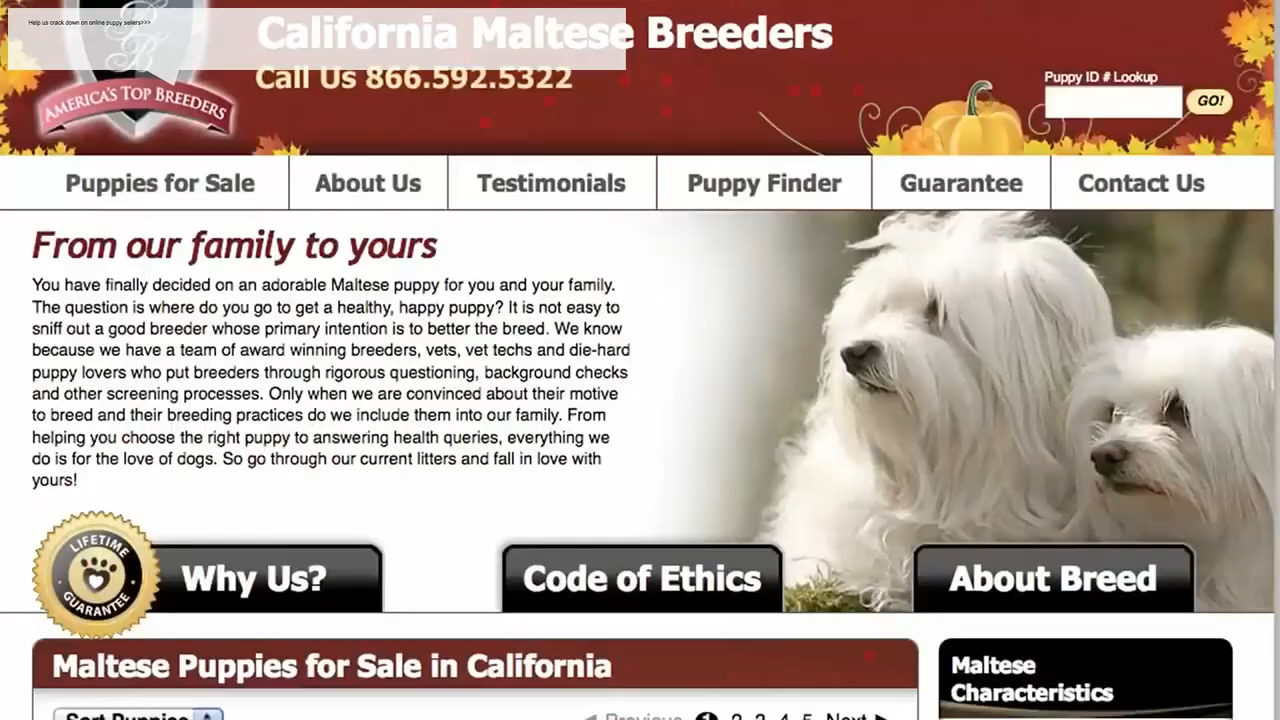 Help us crack down on online puppy sellers>>>
California Maltese Breeders
Call Us 866.592.5322
AMERICA'S TOP BREEDERS
Puppy ID # Lookup
GO!
Puppies for Sale
About Us
Testimonials
Puppy Finder
Guarantee
Contact Us
From our family to yours
You have finally decided on an adorable Maltese puppy for you and your family.
The question is where do you go to get a healthy, happy puppy? It is not easy to
sniff out a good breeder whose primary intention is to better the breed. We know
because we have a team of award winning breeders, vets, vet techs and die-hard
puppy lovers who put breeders through rigorous questioning, background checks
and other screening processes. Only when we are convinced about their motive
to breed and their breeding practices do we include them into our family. From
helping you choose the right puppy to answering health queries, everything we
do is for the love of dogs. So go through our current litters and fall in love with
yours!
LIFETIME
GUARANTEE
Why Us?
Code of Ethics
About Breed
Maltese Puppies for Sale in California
Maltese
Characteristics
Sort Puppies
Previous 1 2 3 4 5 Next